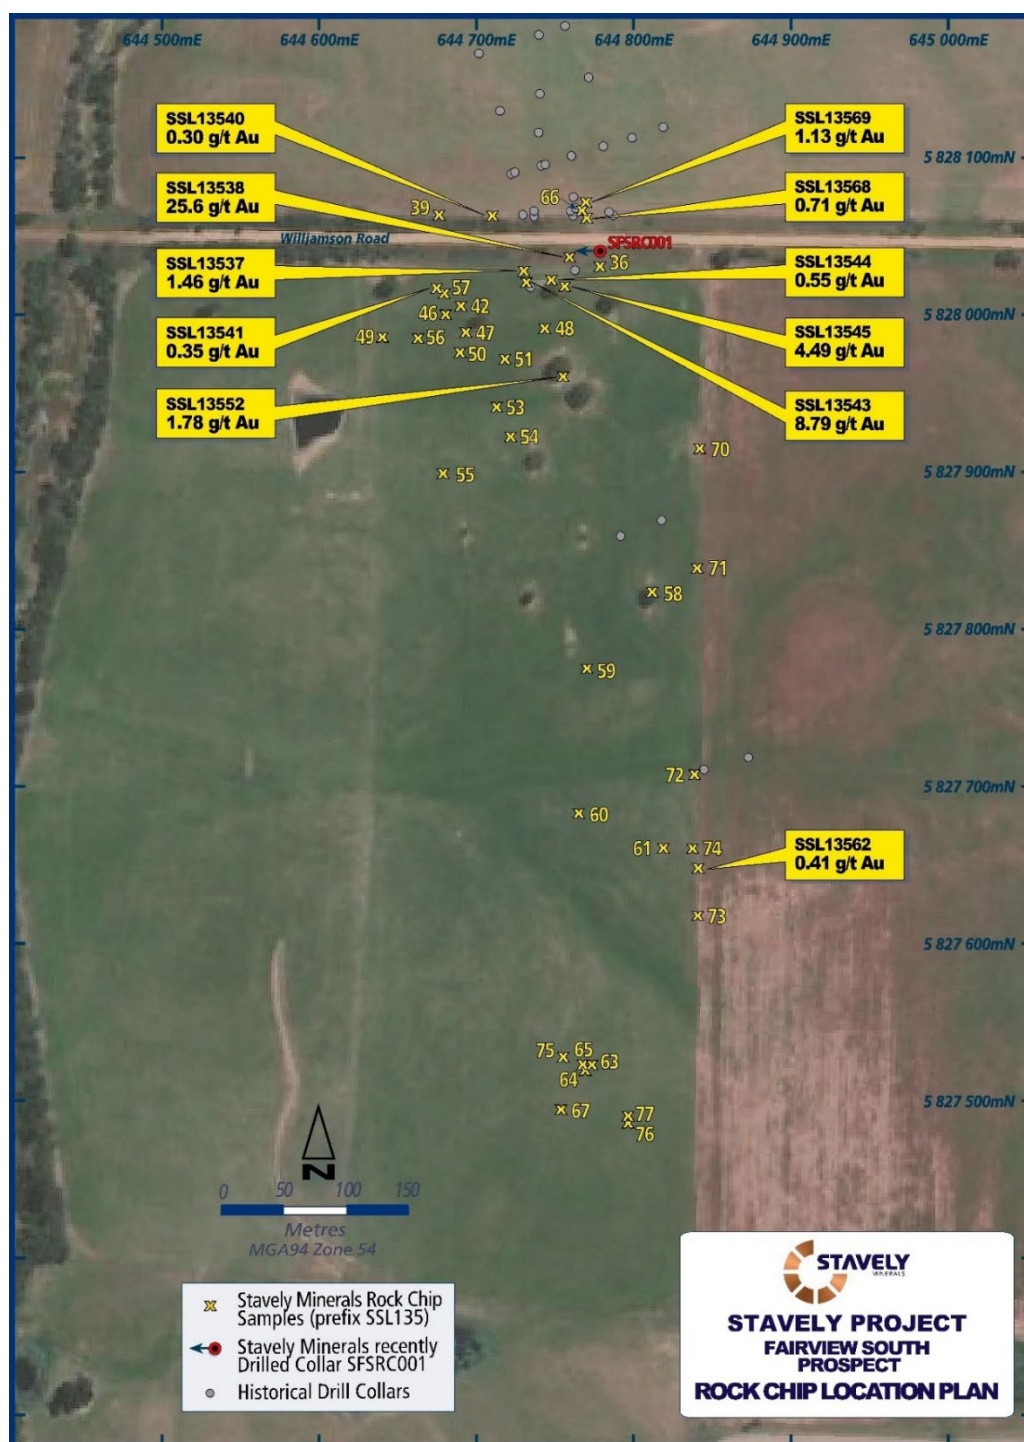 644 500mE
644 600mE
644 700mE
644 800mE
644 900mE
645 000mE
SSL13540
0.30 g/t Au
SSL13569
1.13 g/t Au
5 828 100mN
SSL13538
25.6 g/t Au
SSL13568
0.71 g/t Au
39
66
Williamson Road
SFSRC001
36
SSL13537
1.46 g/t Au
SSL13544
0.55 g/t Au
57
42
46
5 828 000mN
SSL13541
0.35 g/t Au
SSL13545
4.49 g/t Au
49
56
47
48
50
51
SSL13552
1.78 g/t Au
SSL13543
8.79 g/t Au
53
54
70
55
5 827 900mN
71
58
5 827 800mN
59
72
5 827 700mN
60
61
74
SSL13562
0.41 g/t Au
73
5 827 600mN
75
65
63
64
67
77
76
5 827 500mN
N
0 50 100 150
Metres
MGA94 Zone 54
Stavely Minerals Rock Chip
Samples (prefix SSL135)
Stavely Minerals recently
Drilled Collar SFSRC001
Historical Drill Collars
STAVELY
MINERALS
STAVELY PROJECT
FAIRVIEW SOUTH
PROSPECT
ROCK CHIP LOCATION PLAN